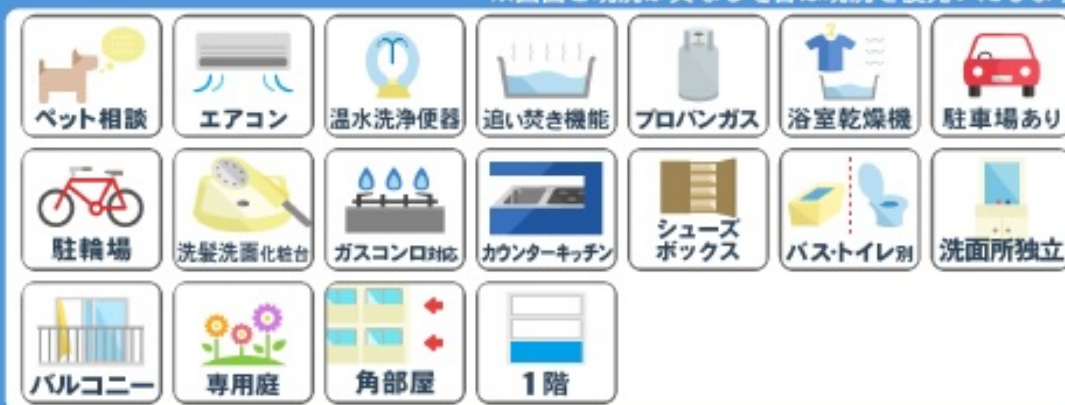 ペット相談
エアコン
温水洗浄便器
追い焚き機能
プロパンガス
浴室乾燥機
駐車場あり
駐輪場
洗髪洗面化粧台
ガスコンロ対応
カウンターキッチン
シューズ
ボックス
バス・トイレ別
洗面所独立
バルコニー
専用庭
角部屋
1階